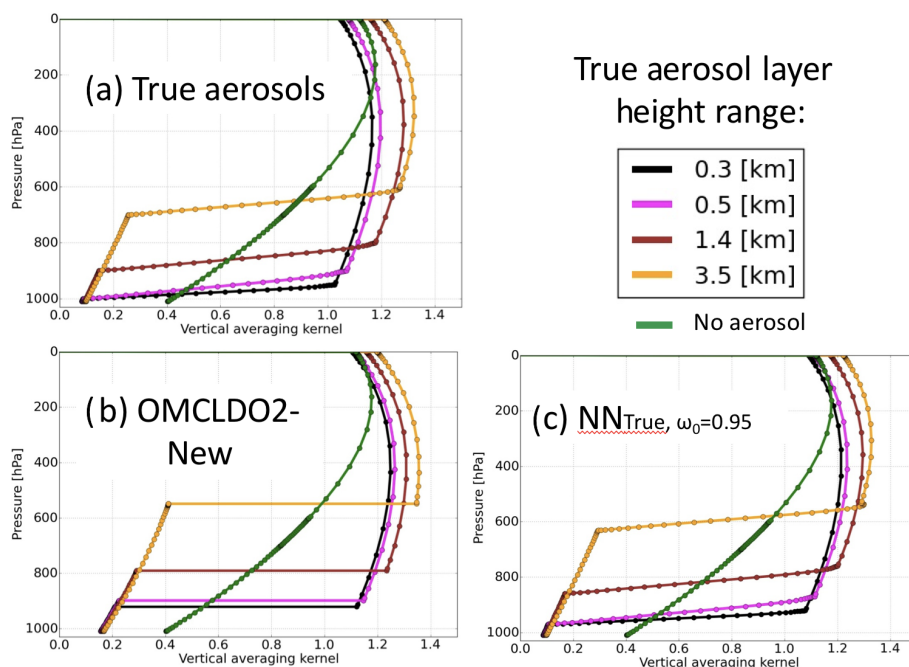 (a) True aerosols
Pressure [hPa]
0
200
400
600
800
1000
0.0 0.2 0.4 0.6 0.8 1.0 1.2 1.4
Vertical averaging kernel
True aerosol layer
height range:
0.3 [km]
0.5 [km]
1.4 [km]
3.5 [km]
No aerosol
(b) OMCLDO2-
New
Pressure [hPa]
0
200
400
600
800
1000
0.0 0.2 0.4 0.6 0.8 1.0 1.2 1.4
Vertical averaging kernel
(c) NNTrue, ω0=0.95
Pressure [hPa]
0
200
400
600
800
1000
0.0 0.2 0.4 0.6 0.8 1.0 1.2 1.4
Vertical averaging kernel